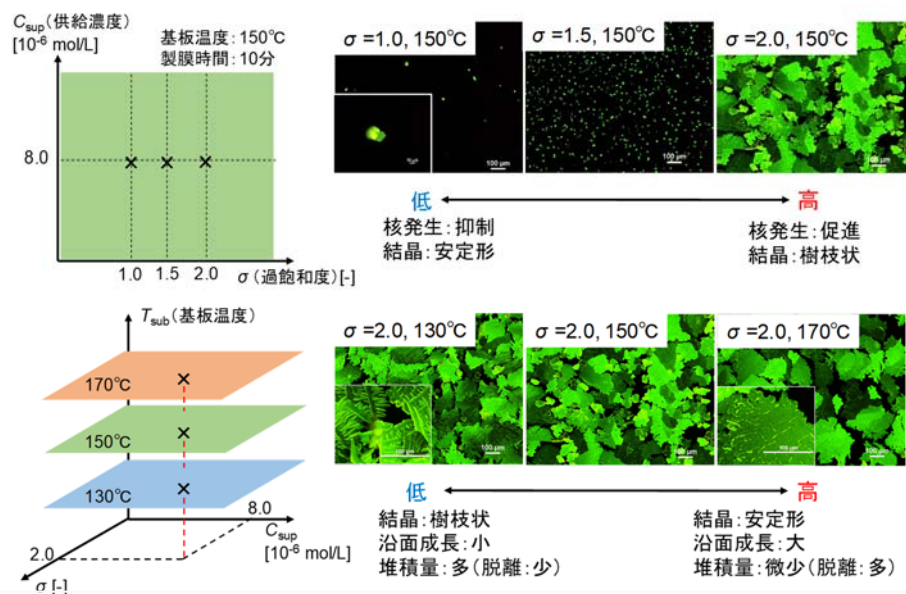 C_sup(供給濃度)
[10⁻⁶ mol/L]
基板温度:150℃
製膜時間:10分
8.0
1.0 1.5 2.0
σ(過飽和度)[-]
σ=1.0, 150℃
σ=1.5, 150℃
σ=2.0, 150℃
100 μm
100 μm
100 μm
低
高
核発生:抑制
結晶:安定形
核発生:促進
結晶:樹枝状
T_sub(基板温度)
170℃
150℃
130℃
8.0
C_sup
[10⁻⁶ mol/L]
2.0
σ [-]
σ=2.0, 130℃
σ=2.0, 150℃
σ=2.0, 170℃
100 μm
100 μm
100 μm
低
高
結晶:樹枝状
沿面成長:小
堆積量:多(脱離:少)
結晶:安定形
沿面成長:大
堆積量:微少(脱離:多)